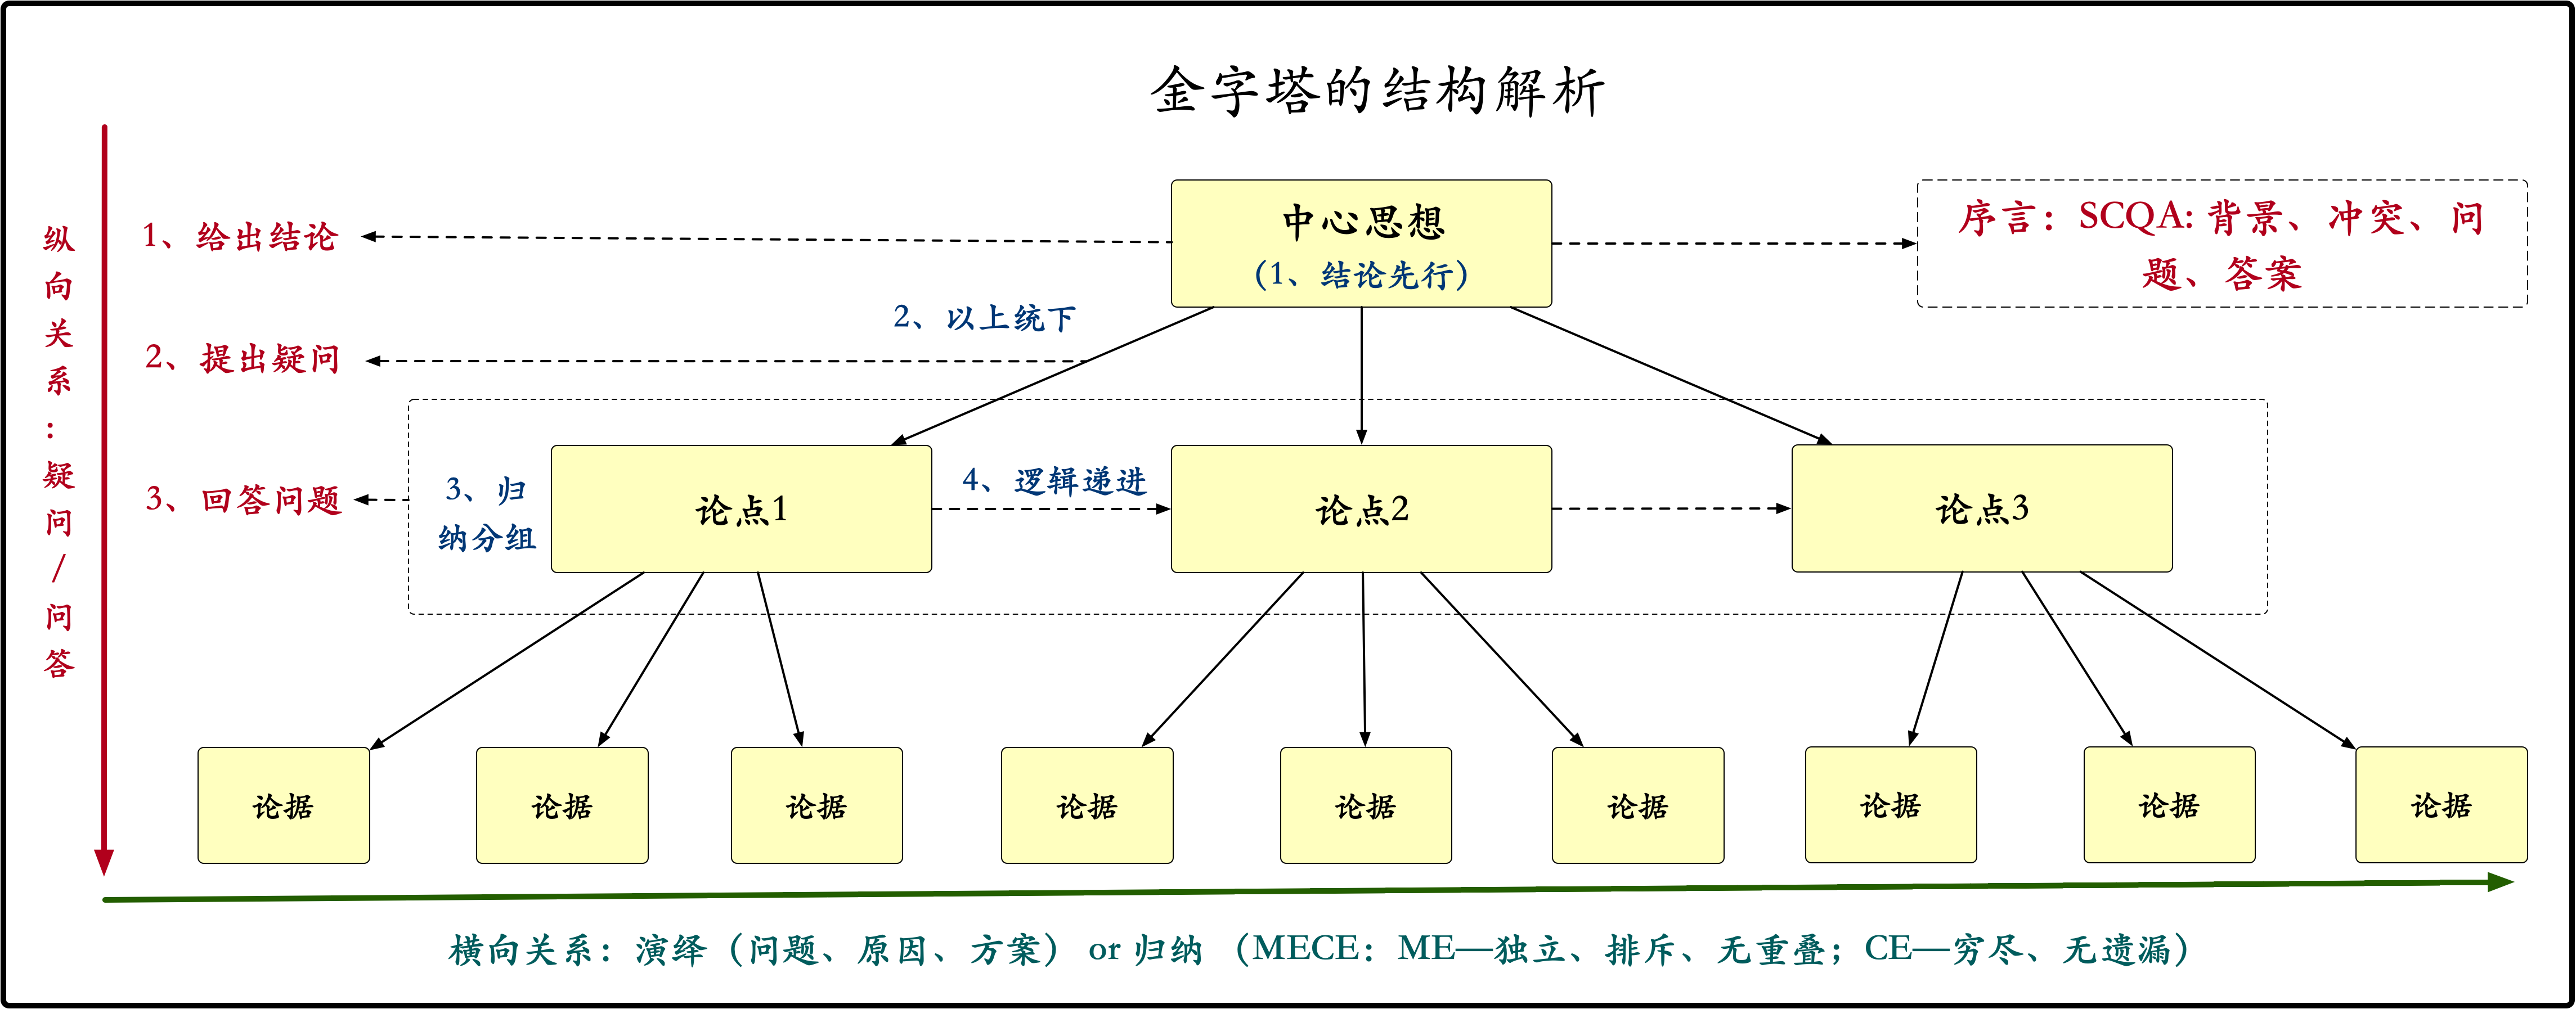 金字塔的结构解析
纵向关系：疑问/问答
1、给出结论
中心思想
（1、结论先行）
序言：SCQA: 背景、冲突、问
题、答案
2、以上统下
2、提出疑问
3、回答问题
3、归
纳分组
论点1
4、逻辑递进
论点2
论点3
论据
论据
论据
论据
论据
论据
论据
论据
论据
横向关系：演绎（问题、原因、方案） or 归纳 （MECE：ME—独立、排斥、无重叠；CE—穷尽、无遗漏）